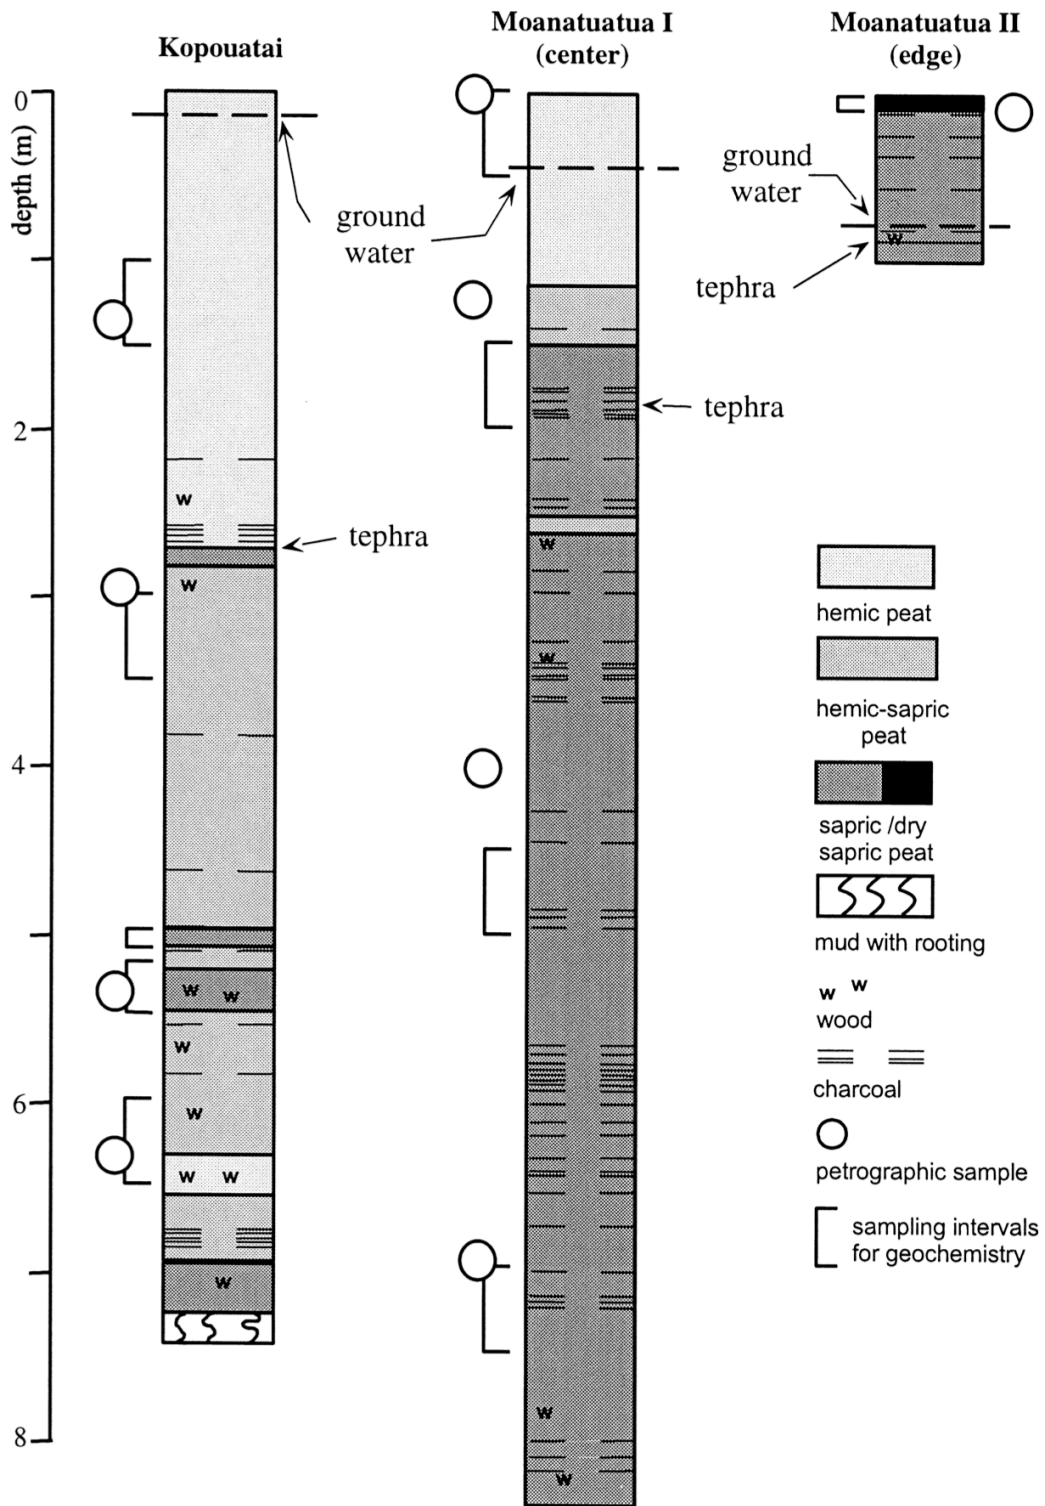 Kopouatai
Moanatuatua I
(center)
Moanatuatua II
(edge)
0
depth (m)
2
4
6
8
ground
water
ground
water
tephra
tephra
tephra
w
w
w
w
w
w
w
w
w
w
w
w
w
w
hemic peat
hemic-sapric
peat
sapric /dry
sapric peat
mud with rooting
w w
wood
charcoal
petrographic sample
sampling intervals
for geochemistry